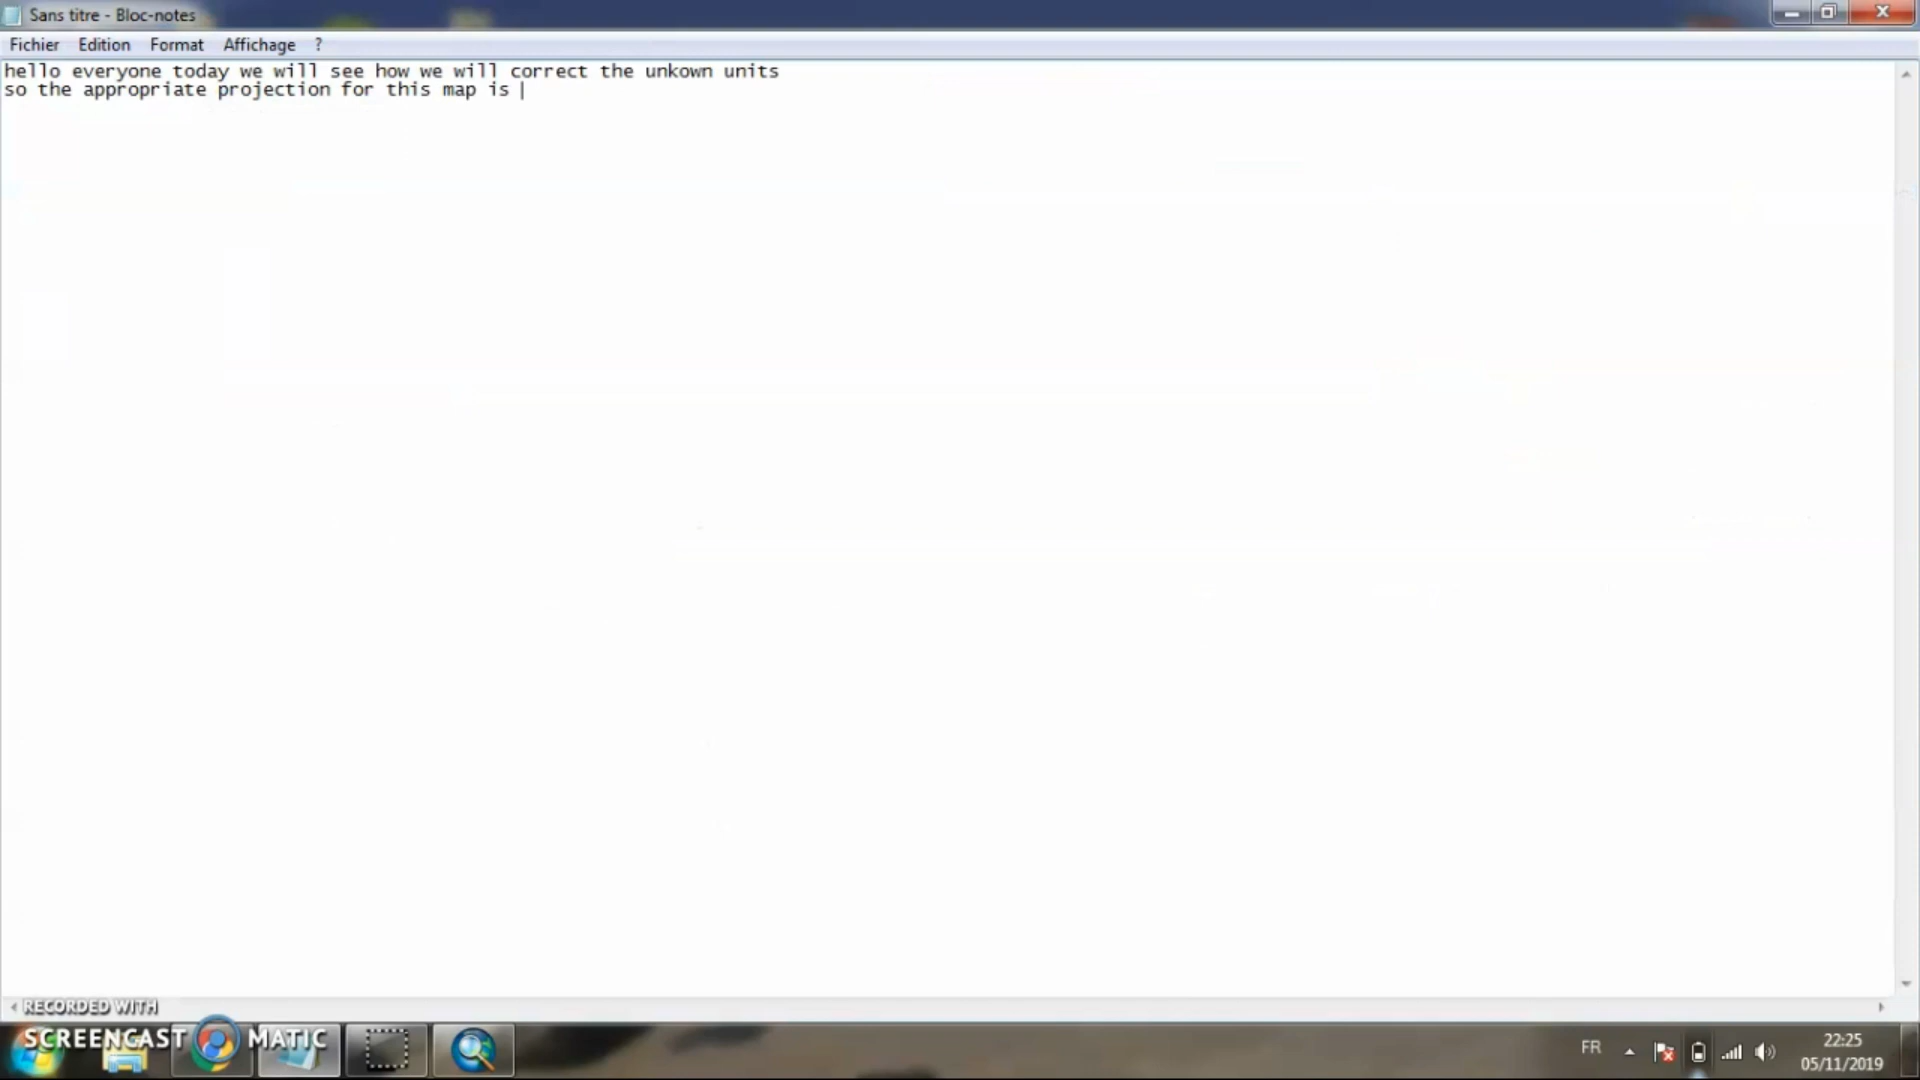 Sans titre - Bloc-notes
Fichier Edition Format Affichage ?
hello everyone today we will see how we will correct the unkown units
so the appropriate projection for this map is
RECORDED WITH
SCREENCAST MATIC
FR
22:25
05/11/2019